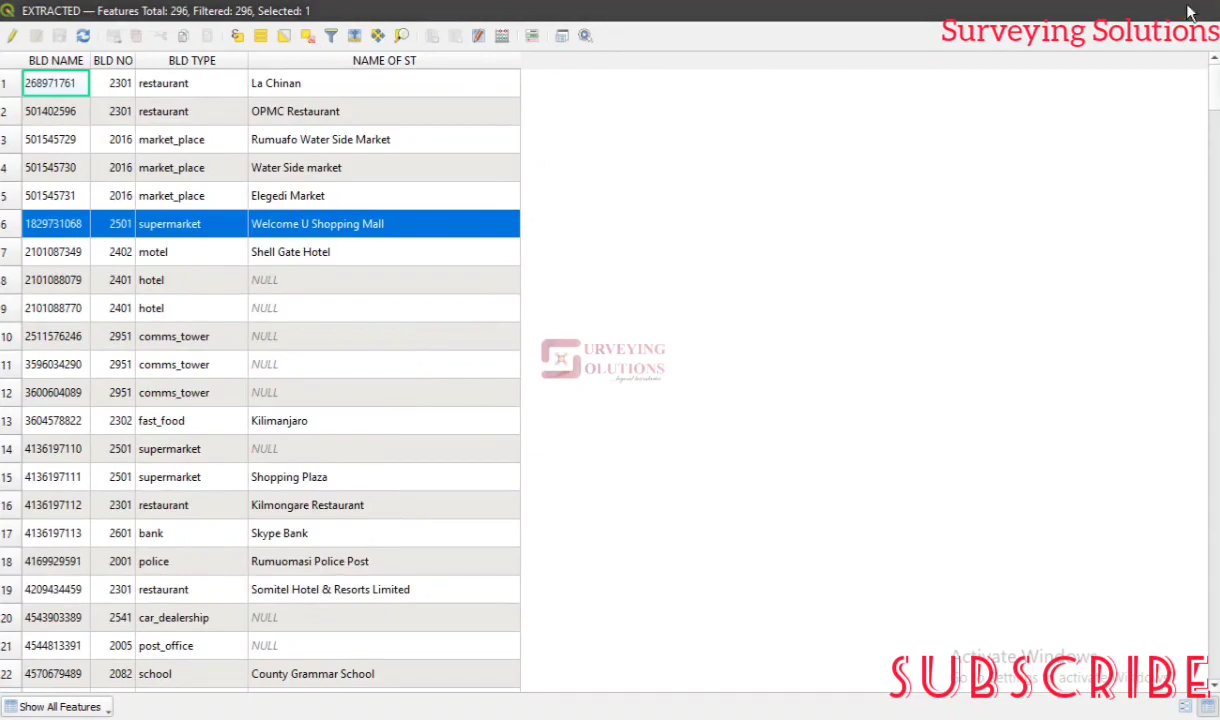 EXTRACTED — Features Total: 296, Filtered: 296, Selected: 1
Surveying Solutions
BLD NAME BLD NO BLD TYPE NAME OF ST
1 268971761 2301 restaurant La Chinan
2 501402596 2301 restaurant OPMC Restaurant
3 501545729 2016 market_place Rumuafo Water Side Market
4 501545730 2016 market_place Water Side market
5 501545731 2016 market_place Elegedi Market
6 1829731068 2501 supermarket Welcome U Shopping Mall
7 2101087349 2402 motel Shell Gate Hotel
8 2101088079 2401 hotel NULL
9 2101088770 2401 hotel NULL
10 2511576246 2951 comms_tower NULL
11 3596034290 2951 comms_tower NULL
12 3600604089 2951 comms_tower NULL
13 3604578822 2302 fast_food Kilimanjaro
14 4136197110 2501 supermarket NULL
15 4136197111 2501 supermarket Shopping Plaza
16 4136197112 2301 restaurant Kilmongare Restaurant
17 4136197113 2601 bank Skype Bank
18 4169929591 2001 police Rumuomasi Police Post
19 4209434459 2301 restaurant Somitel Hotel & Resorts Limited
20 4543903389 2541 car_dealership NULL
21 4544813391 2005 post_office NULL
22 4570679489 2082 school County Grammar School
SURVEYING
SOLUTIONS
Activate Windows
Go to Settings to activate Windows.
SUBSCRIBE
Show All Features